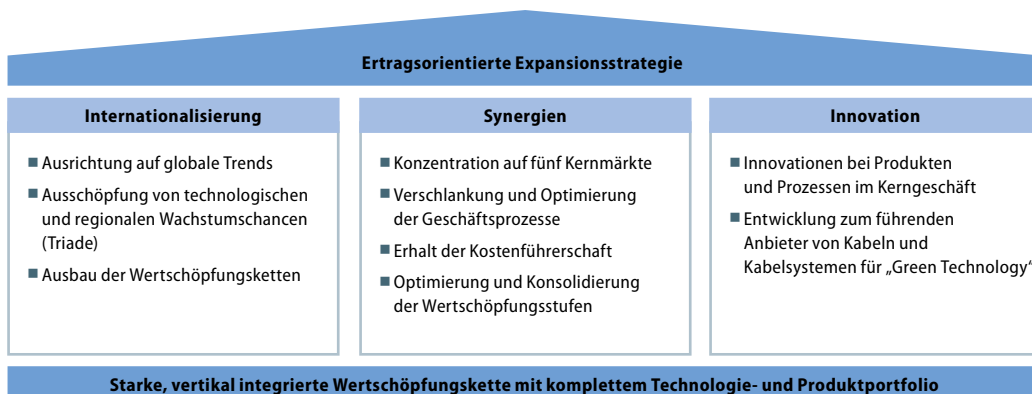 Ertragsorientierte Expansionsstrategie
Internationalisierung
■ Ausrichtung auf globale Trends
■ Ausschöpfung von technologischen
und regionalen Wachstumschancen
(Triade)
■ Ausbau der Wertschöpfungsketten
Synergien
■ Konzentration auf fünf Kernmärkte
■ Verschlankung und Optimierung
der Geschäftsprozesse
■ Erhalt der Kostenführerschaft
■ Optimierung und Konsolidierung
der Wertschöpfungsstufen
Innovation
■ Innovationen bei Produkten
und Prozessen im Kerngeschäft
■ Entwicklung zum führenden
Anbieter von Kabeln und
Kabelsystemen für „Green Technology“
Starke, vertikal integrierte Wertschöpfungskette mit komplettem Technologie- und Produktportfolio